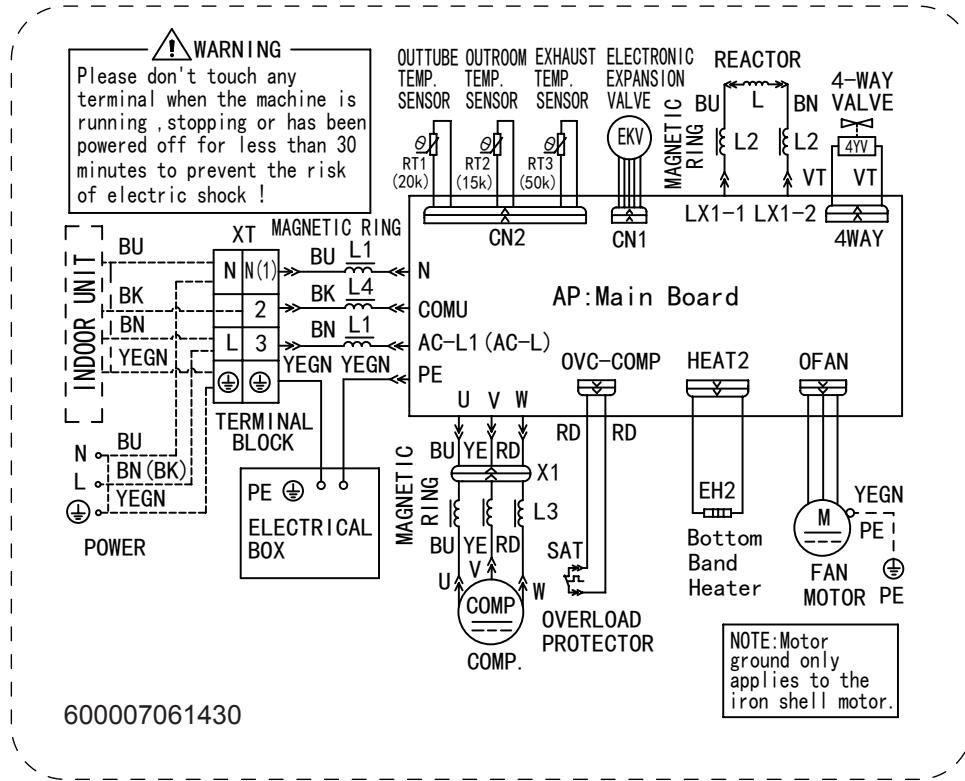 WARNING
Please don't touch any
terminal when the machine is
running ,stopping or has been
powered off for less than 30
minutes to prevent the risk
of electric shock !
OUTTUBE
TEMP.
SENSOR
OUTROOM
TEMP.
SENSOR
EXHAUST
TEMP.
SENSOR
ELECTRONIC
EXPANSION
VALVE
REACTOR
4-WAY
VALVE
BU
L
BN
MAGNETIC
RING
L2
L2
EKV
4YV
RT1
(20k)
RT2
(15k)
RT3
(50k)
VT
VT
LX1-1
LX1-2
CN2
CN1
4WAY
INDOOR UNIT
BU
BK
BN
YEGN
XT
MAGNETIC RING
N
N(1)
BU
L1
N
2
BK
L4
COMU
L
3
BN
L1
AC-L1(AC-L)
YEGN
YEGN
PE
AP:Main Board
OVC-COMP
HEAT2
OFAN
TERMINAL
BLOCK
N
BU
L
BN(BK)
YEGN
POWER
PE
ELECTRICAL
BOX
U
V
W
BU
YE
RD
X1
MAGNETIC
RING
L3
BU
YE
RD
U
V
W
COMP
COMP.
RD
RD
SAT
OVERLOAD
PROTECTOR
EH2
Bottom
Band
Heater
M
YEGN
PE
FAN
MOTOR
PE
NOTE:Motor
ground only
applies to the
iron shell motor.
600007061430